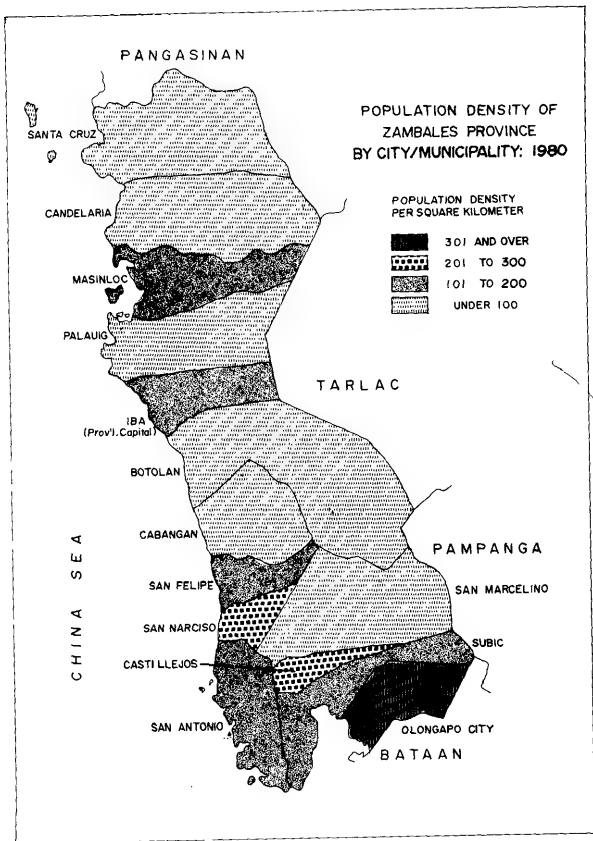 PANGASINAN
POPULATION DENSITY OF
ZAMBALES PROVINCE
BY CITY/MUNICIPALITY: 1980
SANTA CRUZ
POPULATION DENSITY
PER SQUARE KILOMETER
301 AND OVER
201 TO 300
101 TO 200
UNDER 100
CANDELARIA
MASINLOC
PALAUIG
TARLAC
IBA
(Prov'l. Capital)
BOTOLAN
CABANGAN
PAMPANGA
CHINA SEA
SAN FELIPE
SAN MARCELINO
SAN NARCISO
SUBIC
CASTILLEJOS
SAN ANTONIO
OLONGAPO CITY
BATAAN